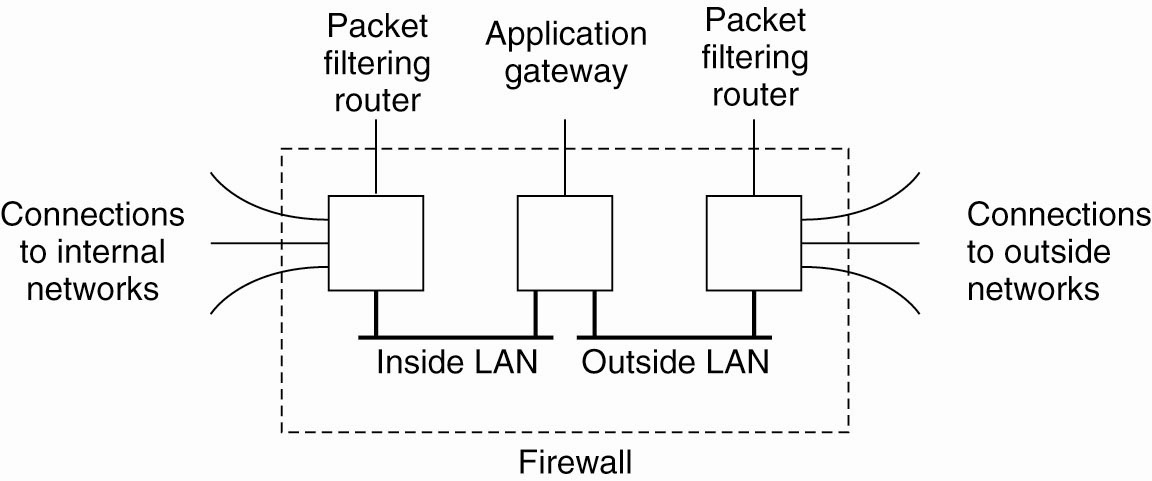 Packet
filtering
router
Application
gateway
Packet
filtering
router
Connections
to internal
networks
Connections
to outside
networks
Inside LAN
Outside LAN
Firewall